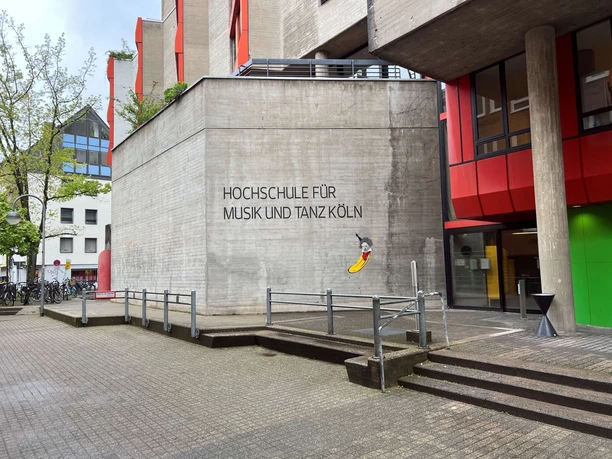 HOCHSCHULE FÜR
MUSIK UND TANZ KÖLN